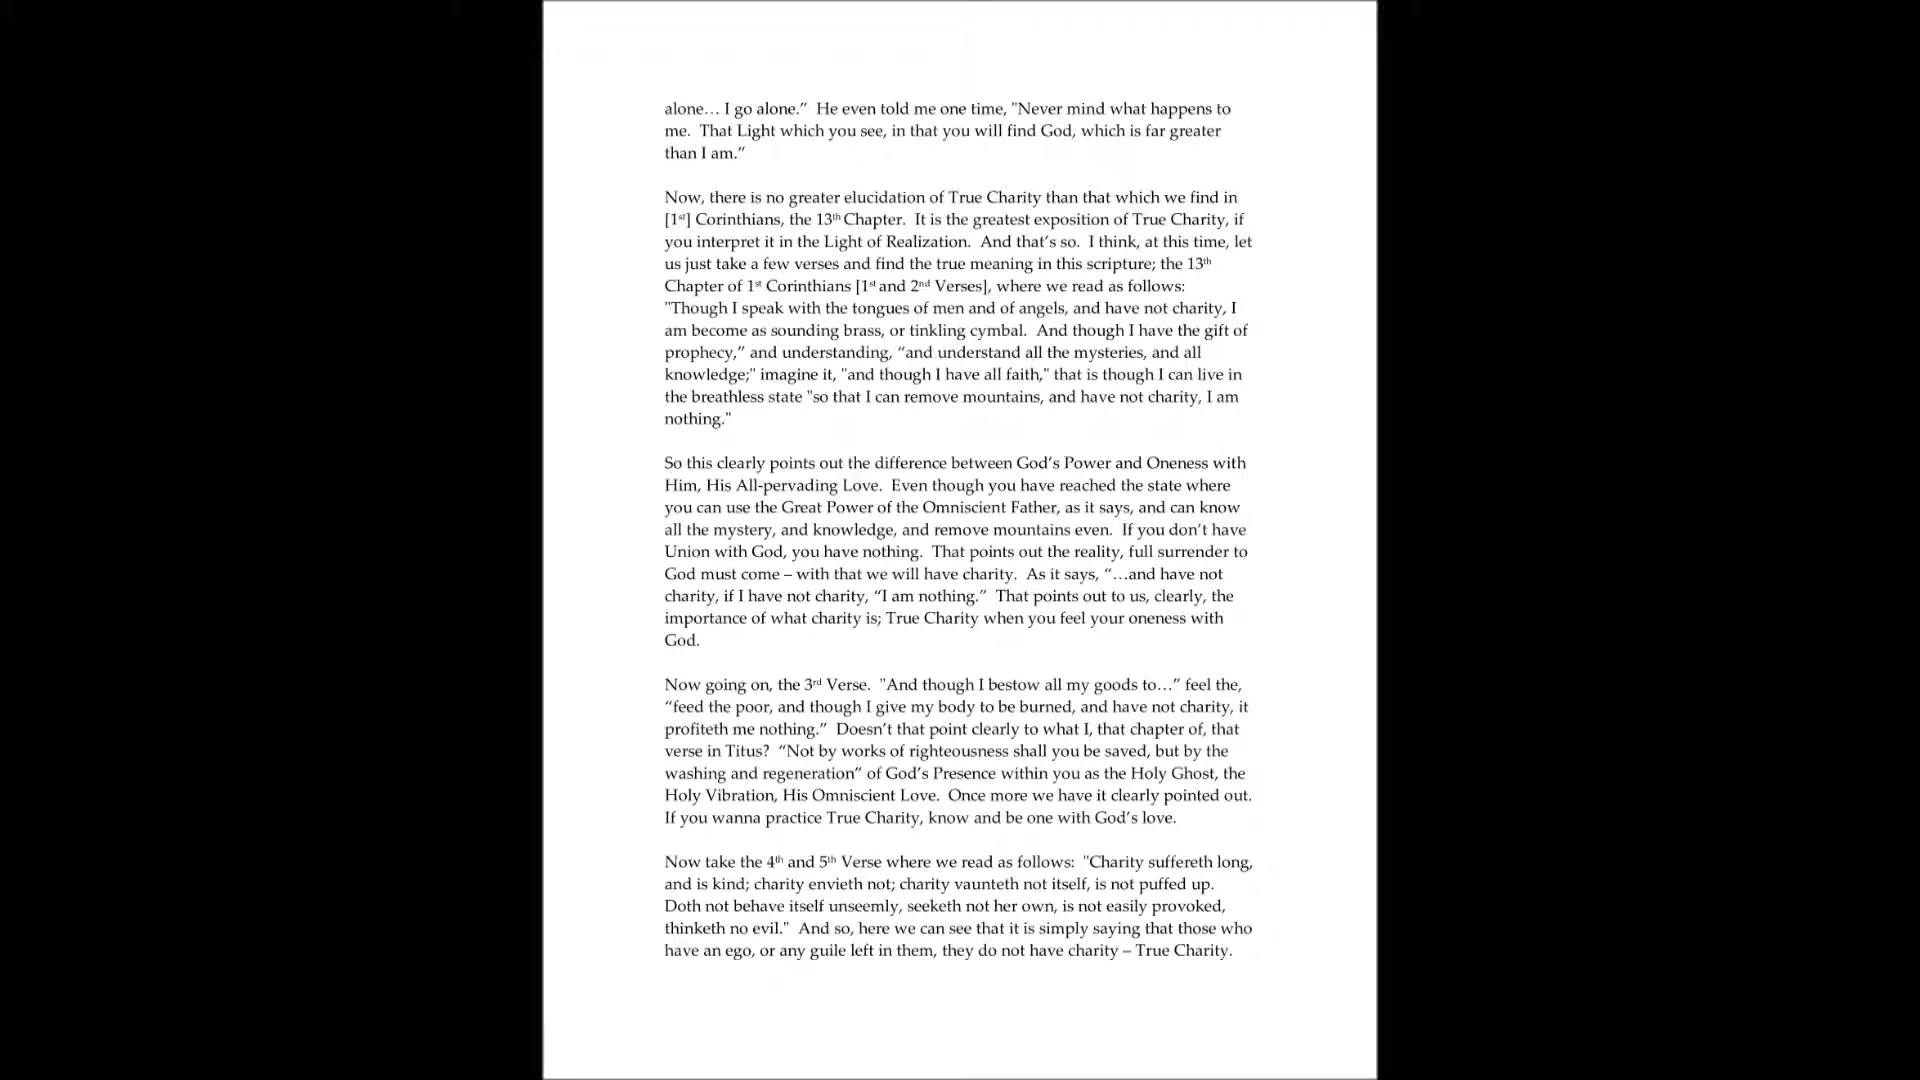 alone… I go alone.” He even told me one time, "Never mind what happens to
me. That Light which you see, in that you will find God, which is far greater
than I am.”
Now, there is no greater elucidation of True Charity than that which we find in
[1st] Corinthians, the 13th Chapter. It is the greatest exposition of True Charity, if
you interpret it in the Light of Realization. And that’s so. I think, at this time, let
us just take a few verses and find the true meaning in this scripture; the 13th
Chapter of 1st Corinthians [1st and 2nd Verses], where we read as follows:
"Though I speak with the tongues of men and of angels, and have not charity, I
am become as sounding brass, or tinkling cymbal. And though I have the gift of
prophecy,” and understanding, “and understand all the mysteries, and all
knowledge;" imagine it, "and though I have all faith," that is though I can live in
the breathless state "so that I can remove mountains, and have not charity, I am
nothing."
So this clearly points out the difference between God’s Power and Oneness with
Him, His All-pervading Love. Even though you have reached the state where
you can use the Great Power of the Omniscient Father, as it says, and can know
all the mystery, and knowledge, and remove mountains even. If you don’t have
Union with God, you have nothing. That points out the reality, full surrender to
God must come – with that we will have charity. As it says, “…and have not
charity, if I have not charity, “I am nothing.” That points out to us, clearly, the
importance of what charity is; True Charity when you feel your oneness with
God.
Now going on, the 3rd Verse. "And though I bestow all my goods to…” feel the,
“feed the poor, and though I give my body to be burned, and have not charity, it
profiteth me nothing.” Doesn’t that point clearly to what I, that chapter of, that
verse in Titus? “Not by works of righteousness shall you be saved, but by the
washing and regeneration” of God’s Presence within you as the Holy Ghost, the
Holy Vibration, His Omniscient Love. Once more we have it clearly pointed out.
If you wanna practice True Charity, know and be one with God’s love.
Now take the 4th and 5th Verse where we read as follows: "Charity suffereth long,
and is kind; charity envieth not; charity vaunteth not itself, is not puffed up.
Doth not behave itself unseemly, seeketh not her own, is not easily provoked,
thinketh no evil." And so, here we can see that it is simply saying that those who
have an ego, or any guile left in them, they do not have charity – True Charity.